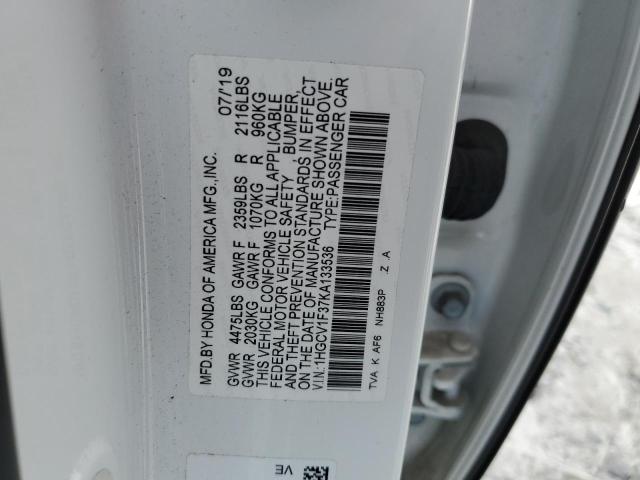 MFD.BY HONDA OF AMERICA MFG.,INC. 07/19
GVWR 4475LBS GAWR F 2359LBS R 2116LBS
GVWR 2030KG GAWR F 1070KG R 960KG
THIS VEHICLE CONFORMS TO ALL APPLICABLE
FEDERAL MOTOR VEHICLE SAFETY, BUMPER,
AND THEFT PREVENTION STANDARDS IN EFFECT
ON THE DATE OF MANUFACTURE SHOWN ABOVE.
V.I.N.:1HGCV1F37KA133536 TYPE:PASSENGER CAR
TVA K AF6 NH883P Z .A
VE